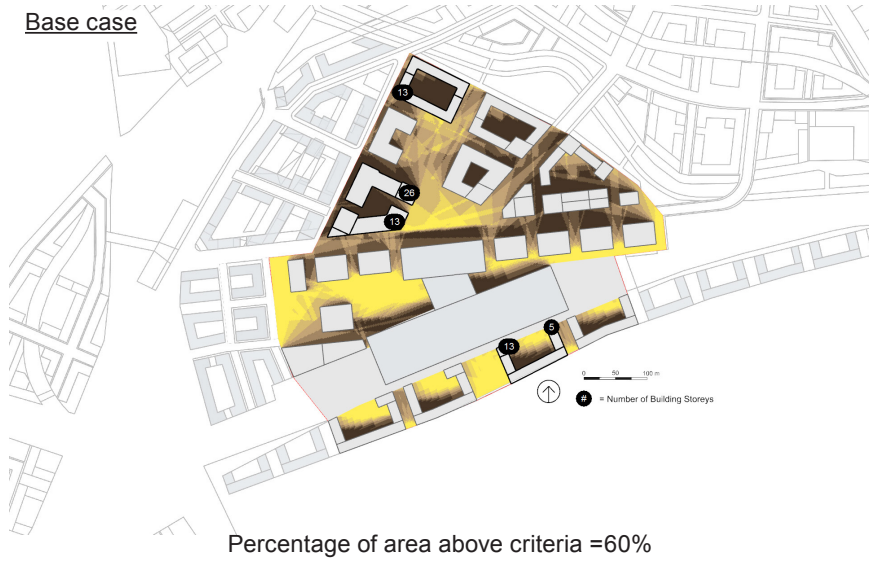 Base case
13
26
13
5
13
0 50 100 m
# = Number of Building Storeys
Percentage of area above criteria =60%